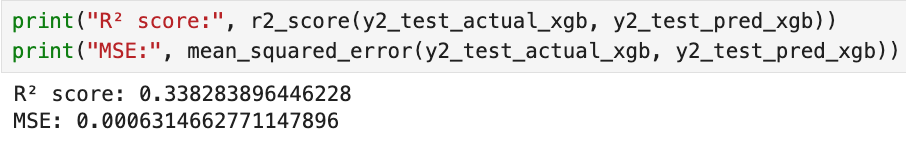 print("R² score:", r2_score(y2_test_actual_xgb, y2_test_pred_xgb))
print("MSE:", mean_squared_error(y2_test_actual_xgb, y2_test_pred_xgb))
R² score: 0.338283896446228
MSE: 0.0006314662771147896